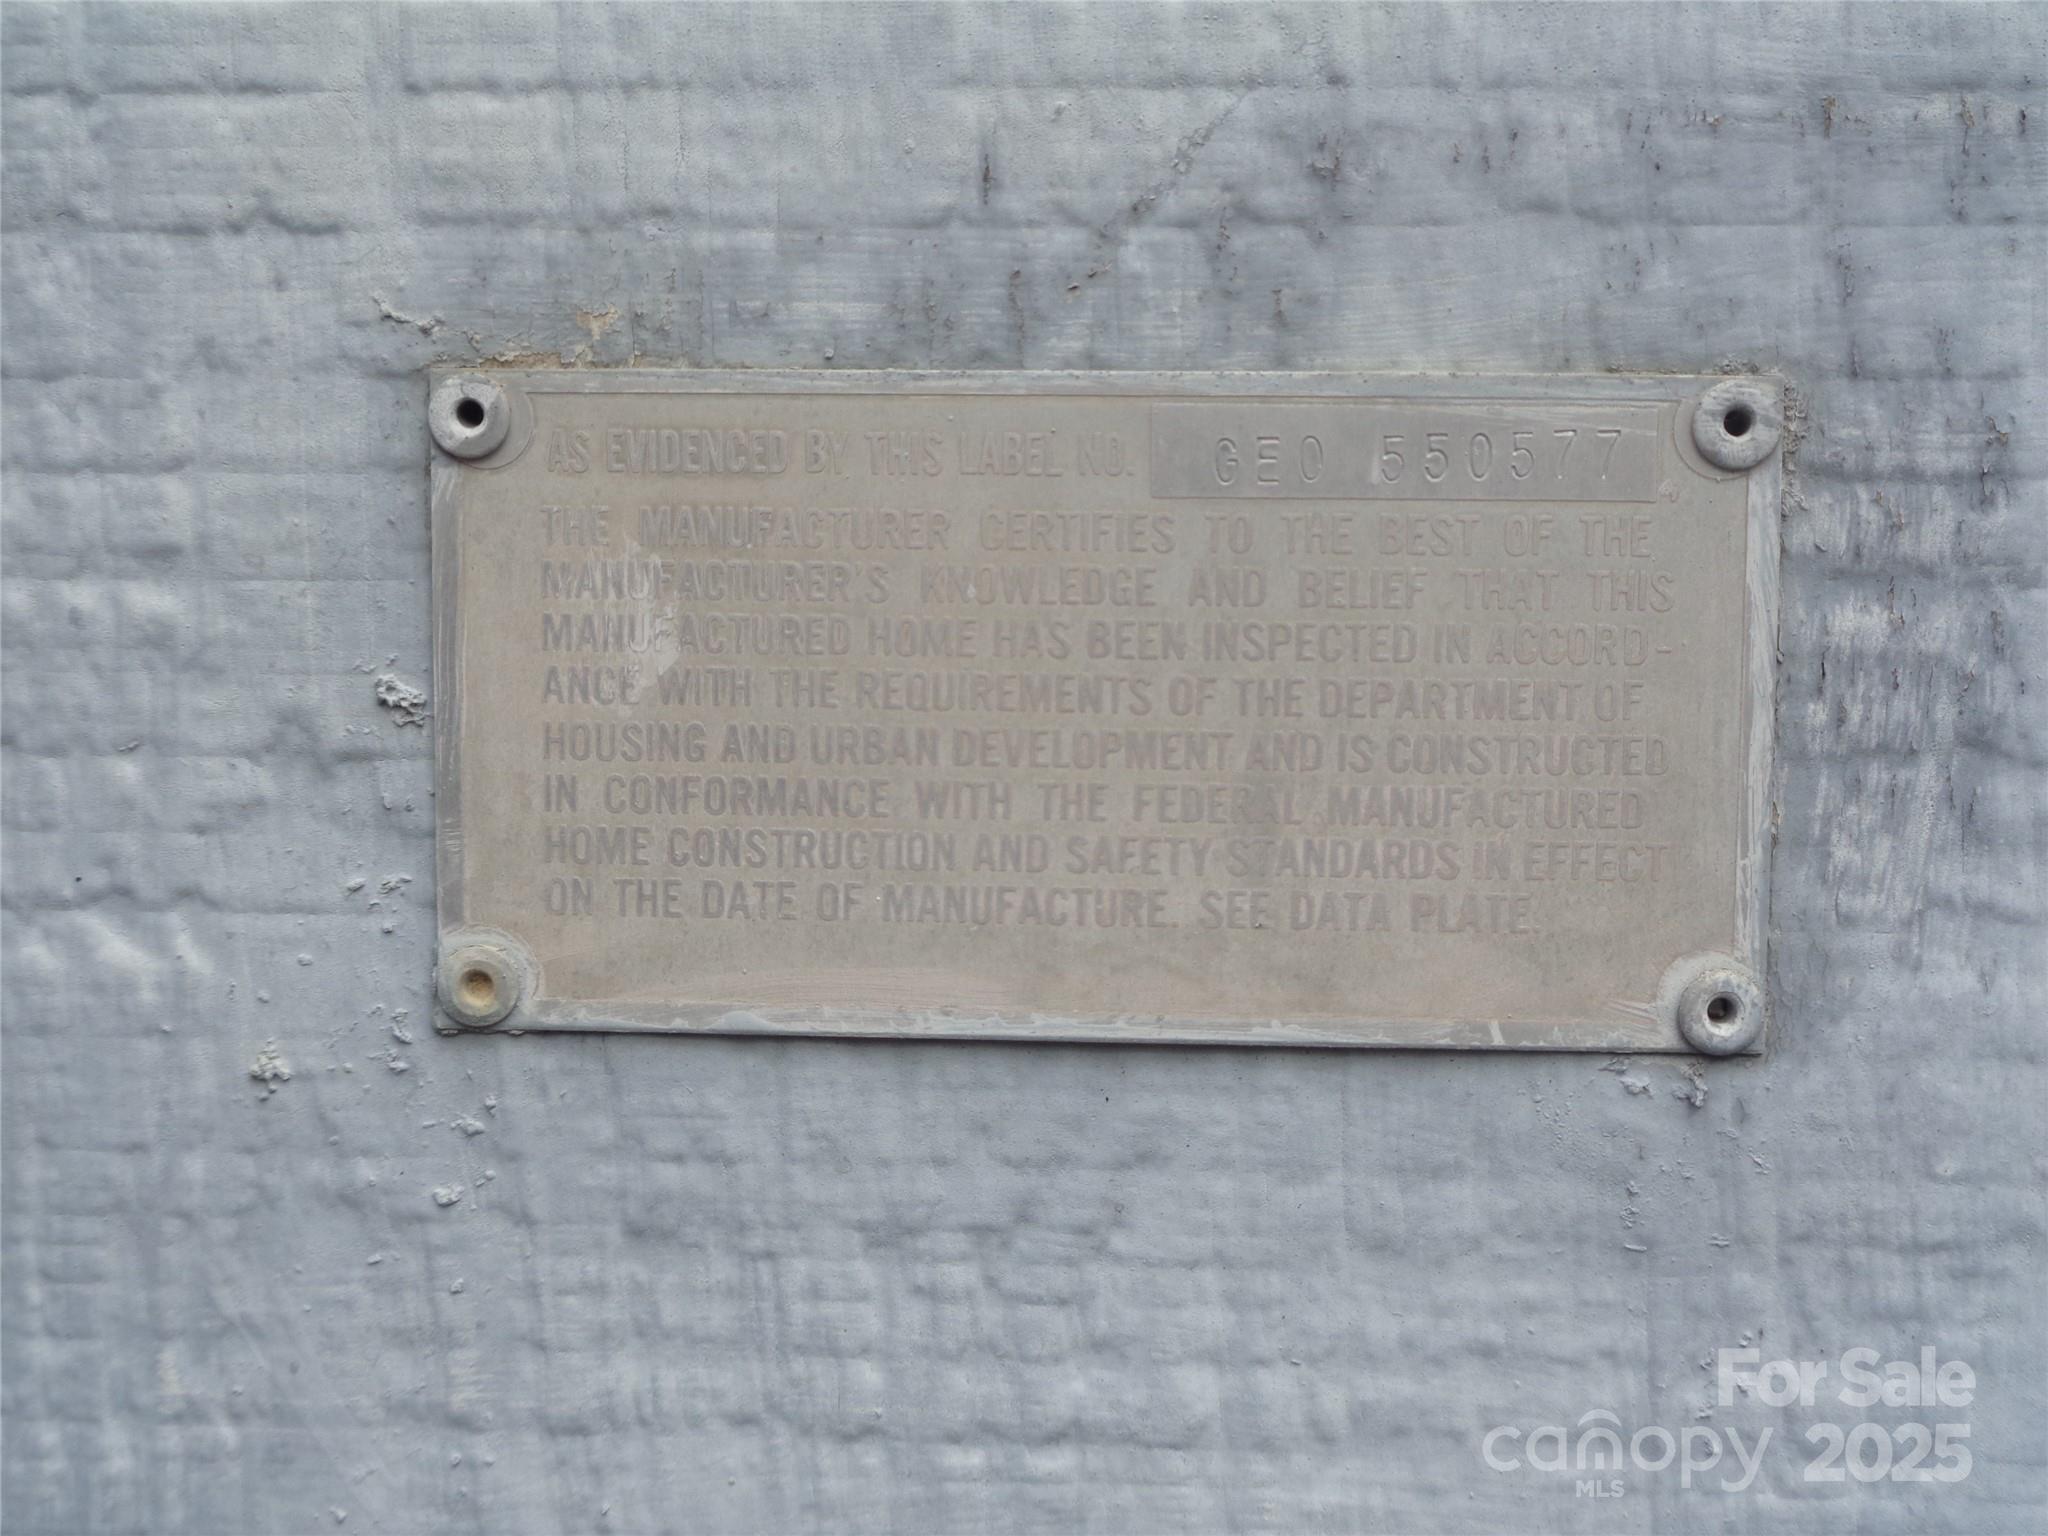 AS EVIDENCED BY THIS LABEL NO. GEO 550577
THE MANUFACTURER CERTIFIES TO THE BEST OF THE
MANUFACTURER'S KNOWLEDGE AND BELIEF THAT THIS
MANUFACTURED HOME HAS BEEN INSPECTED IN ACCORD-
ANCE WITH THE REQUIREMENTS OF THE DEPARTMENT OF
HOUSING AND URBAN DEVELOPMENT AND IS CONSTRUCTED
IN CONFORMANCE WITH THE FEDERAL MANUFACTURED
HOME CONSTRUCTION AND SAFETY STANDARDS IN EFFECT
ON THE DATE OF MANUFACTURE. SEE DATA PLATE.
For Sale
canopy 2025
MLS